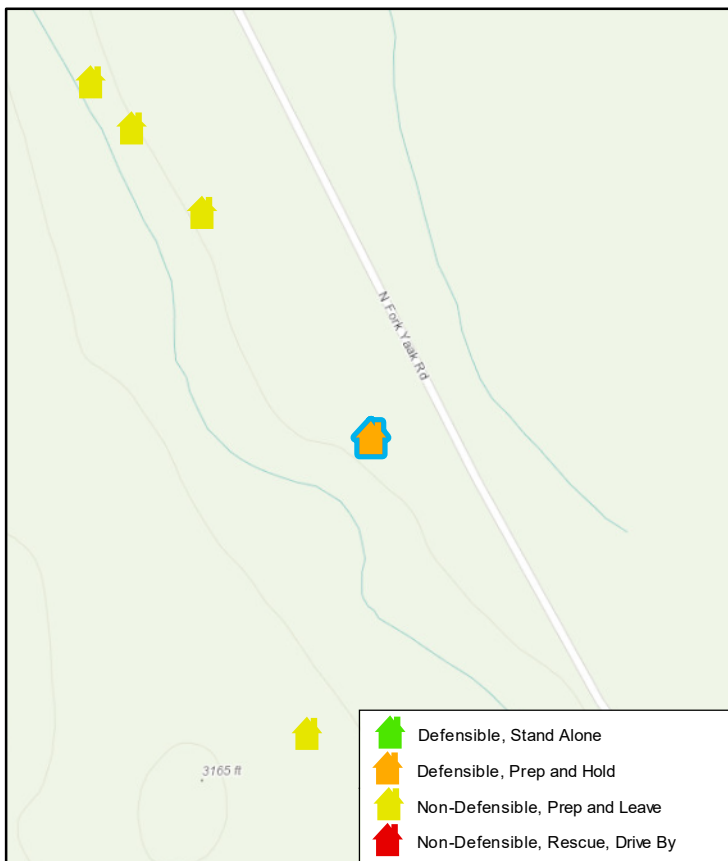 N Fork Yaak Rd
3165 ft
Defensible, Stand Alone
Defensible, Prep and Hold
Non-Defensible, Prep and Leave
Non-Defensible, Rescue, Drive By